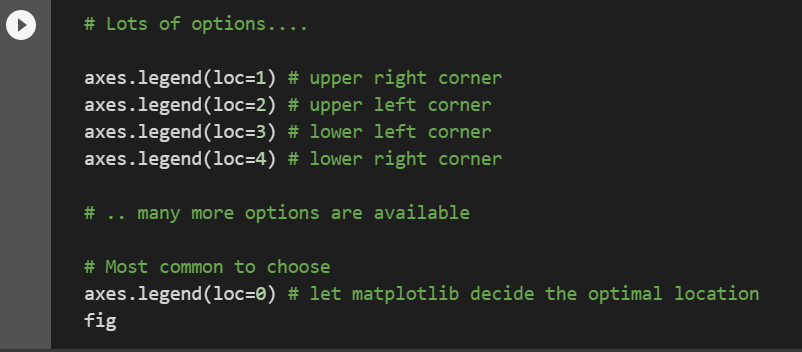 # Lots of options....
axes.legend(loc=1) # upper right corner
axes.legend(loc=2) # upper left corner
axes.legend(loc=3) # lower left corner
axes.legend(loc=4) # lower right corner
# .. many more options are available
# Most common to choose
axes.legend(loc=0) # let matplotlib decide the optimal location
fig